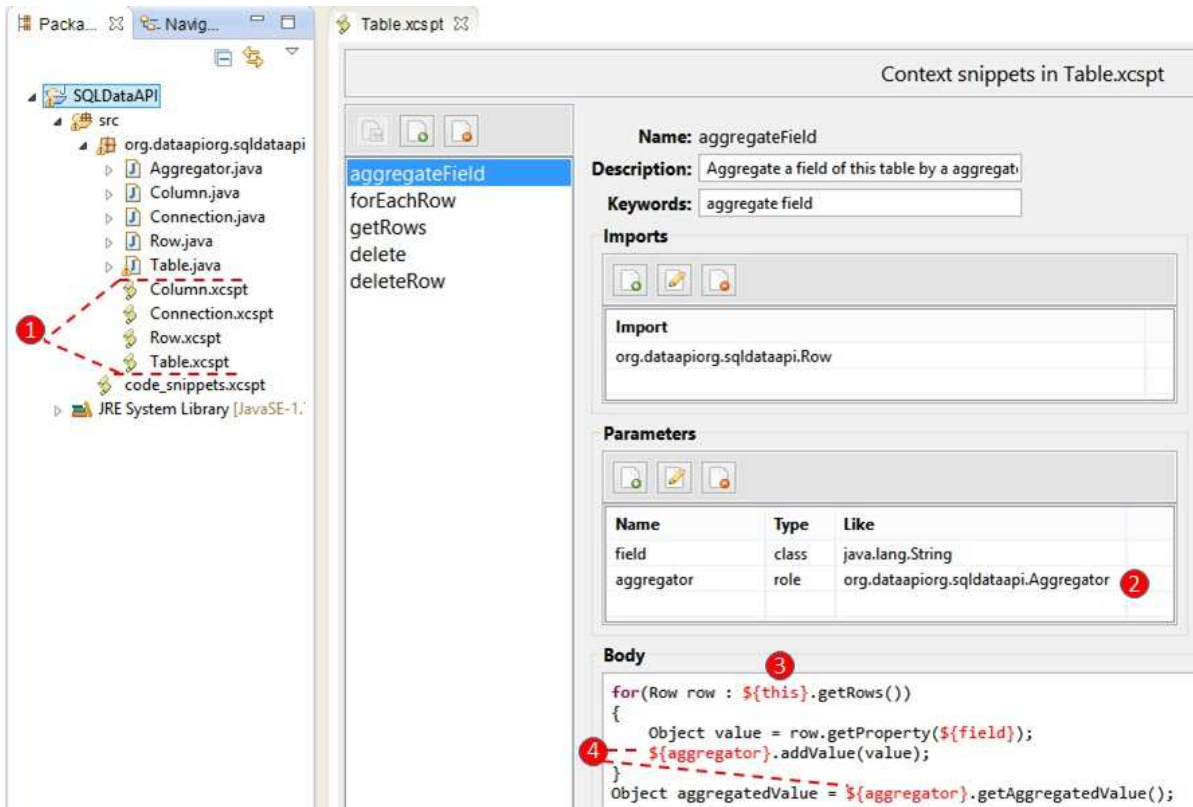 Packa...
Navig...
SQLDataAPI
src
org.dataapiorg.sqldataapi
Aggregator.java
Column.java
Connection.java
Row.java
Table.java
Column.xcspt
Connection.xcspt
1
Row.xcspt
Table.xcspt
code_snippets.xcspt
JRE System Library [JavaSE-1.
Table.xcspt
Context snippets in Table.xcspt
aggregateField
forEachRow
getRows
delete
deleteRow
Name: aggregateField
Description: Aggregate a field of this table by a aggregat
Keywords: aggregate field
Imports
Import
org.dataapiorg.sqldataapi.Row
Parameters
Name Type Like
field class java.lang.String
aggregator role org.dataapiorg.sqldataapi.Aggregator 2
Body
3
for(Row row : ${this}.getRows())
{
Object value = row.getProperty(${field});
4 ${aggregator}.addValue(value);
}
Object aggregatedValue = ${aggregator}.getAggregatedValue();